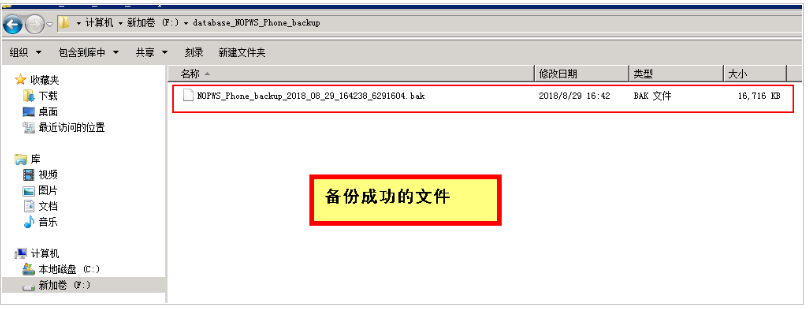 计算机 新加卷 (F:) database_NOPWS_Phone_backup
组织 包含到库中 共享 刻录 新建文件夹
收藏夹
下载
桌面
最近访问的位置
库
视频
图片
文档
音乐
计算机
本地磁盘 (C:)
新加卷 (F:)
名称 修改日期 类型 大小
NOPWS_Phone_backup_2018_08_29_164238_6291604.bak 2018/8/29 16:42 BAK 文件 16,716 KB
备份成功的文件